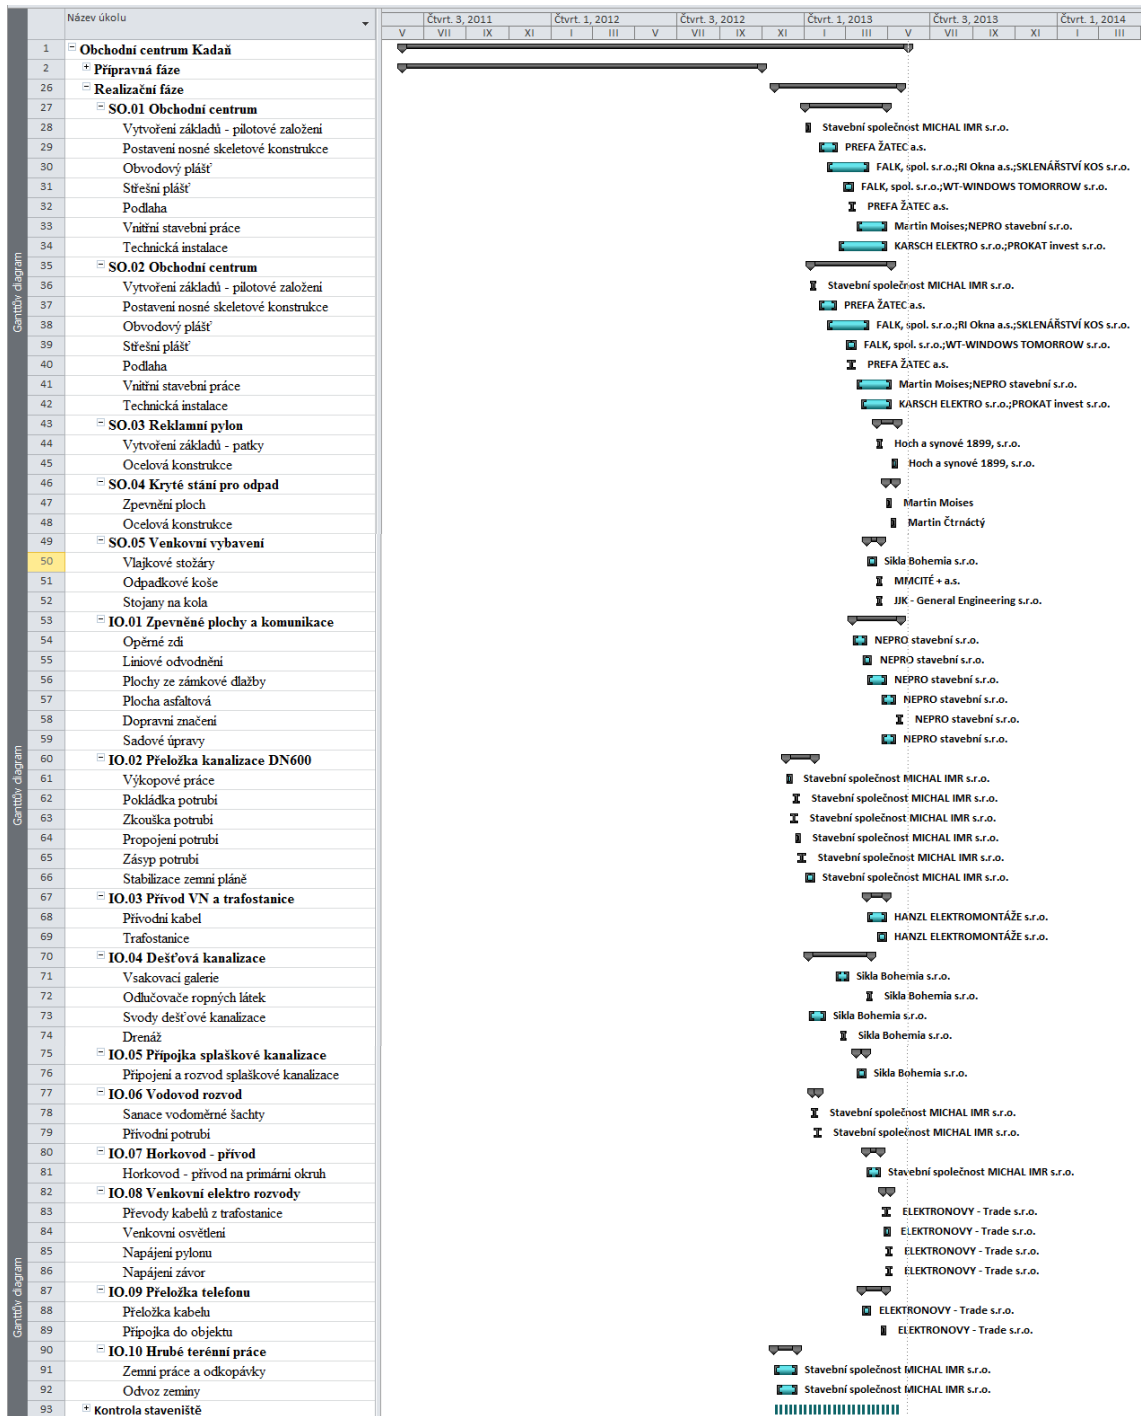 Název úkolu
Čtvrt. 3, 2011 Čtvrt. 1, 2012 Čtvrt. 3, 2012 Čtvrt. 1, 2013 Čtvrt. 3, 2013 Čtvrt. 1, 2014
V VII IX XI I III V VII IX XI I III V VII IX XI I III
1 Obchodní centrum Kadaň
2 Přípravná fáze
26 Realizační fáze
27 SO.01 Obchodní centrum
28 Vytvoření základů - pilotové založení Stavební společnost MICHAL IMR s.r.o.
29 Postavení nosné skeletové konstrukce PREFA ŽATEC a.s.
30 Obvodový plášť FALK, spol. s.r.o.;RI Okna a.s.;SKLENÁŘSTVÍ KOS s.r.o.
31 Střešní plášť FALK, spol. s.r.o.;WT-WINDOWS TOMORROW s.r.o.
32 Podlaha PREFA ŽATEC a.s.
33 Vnitřní stavební práce Martin Moises;NEPRO stavební s.r.o.
34 Technická instalace KARSCH ELEKTRO s.r.o.;PROKAT invest s.r.o.
35 SO.02 Obchodní centrum
36 Vytvoření základů - pilotové založení Stavební společnost MICHAL IMR s.r.o.
37 Postavení nosné skeletové konstrukce PREFA ŽATEC a.s.
38 Obvodový plášť FALK, spol. s.r.o.;RI Okna a.s.;SKLENÁŘSTVÍ KOS s.r.o.
39 Střešní plášť FALK, spol. s.r.o.;WT-WINDOWS TOMORROW s.r.o.
40 Podlaha PREFA ŽATEC a.s.
41 Vnitřní stavební práce Martin Moises;NEPRO stavební s.r.o.
42 Technická instalace KARSCH ELEKTRO s.r.o.;PROKAT invest s.r.o.
43 SO.03 Reklamní pylon
44 Vytvoření základů - patky Hoch a synové 1899, s.r.o.
45 Ocelová konstrukce Hoch a synové 1899, s.r.o.
46 SO.04 Kryté stání pro odpad
47 Zpevnění ploch Martin Moises
48 Ocelová konstrukce Martin Čtrnáctý
49 SO.05 Venkovní vybavení
50 Vlajkové stožáry Sikla Bohemia s.r.o.
51 Odpadkové koše MMCITÉ + a.s.
52 Stojany na kola JJK - General Engineering s.r.o.
53 IO.01 Zpevněné plochy a komunikace
54 Opěrné zdi NEPRO stavební s.r.o.
55 Liniové odvodnění NEPRO stavební s.r.o.
56 Plochy ze zámkové dlažby NEPRO stavební s.r.o.
57 Plocha asfaltová NEPRO stavební s.r.o.
58 Dopravní značení NEPRO stavební s.r.o.
59 Sadové úpravy NEPRO stavební s.r.o.
60 IO.02 Přeložka kanalizace DN600
61 Výkopové práce Stavební společnost MICHAL IMR s.r.o.
62 Pokládka potrubí Stavební společnost MICHAL IMR s.r.o.
63 Zkouška potrubí Stavební společnost MICHAL IMR s.r.o.
64 Propojení potrubí Stavební společnost MICHAL IMR s.r.o.
65 Zásyp potrubí Stavební společnost MICHAL IMR s.r.o.
66 Stabilizace zemní pláně Stavební společnost MICHAL IMR s.r.o.
67 IO.03 Přívod VN a trafostanice
68 Přívodní kabel HANZL ELEKTROMONTÁŽE s.r.o.
69 Trafostanice HANZL ELEKTROMONTÁŽE s.r.o.
70 IO.04 Dešťová kanalizace
71 Vsakovací galerie Sikla Bohemia s.r.o.
72 Odlučovače ropných látek Sikla Bohemia s.r.o.
73 Svody dešťové kanalizace Sikla Bohemia s.r.o.
74 Drenáž Sikla Bohemia s.r.o.
75 IO.05 Přípojka splaškové kanalizace
76 Připojení a rozvod splaškové kanalizace Sikla Bohemia s.r.o.
77 IO.06 Vodovod rozvod
78 Sanace vodoměrné šachty Stavební společnost MICHAL IMR s.r.o.
79 Přívodní potrubí Stavební společnost MICHAL IMR s.r.o.
80 IO.07 Horkovod - přívod
81 Horkovod - přívod na primární okruh Stavební společnost MICHAL IMR s.r.o.
82 IO.08 Venkovní elektro rozvody
83 Převody kabelů z trafostanice ELEKTRONOVY - Trade s.r.o.
84 Venkovní osvětlení ELEKTRONOVY - Trade s.r.o.
85 Napájení pylonu ELEKTRONOVY - Trade s.r.o.
86 Napájení závor ELEKTRONOVY - Trade s.r.o.
87 IO.09 Přeložka telefonu
88 Přeložka kabelu ELEKTRONOVY - Trade s.r.o.
89 Přípojka do objektu ELEKTRONOVY - Trade s.r.o.
90 IO.10 Hrubé terénní práce
91 Zemní práce a odkopávky Stavební společnost MICHAL IMR s.r.o.
92 Odvoz zeminy Stavební společnost MICHAL IMR s.r.o.
93 Kontrola staveniště
Ganttův diagram
Ganttův diagram
Ganttův diagram